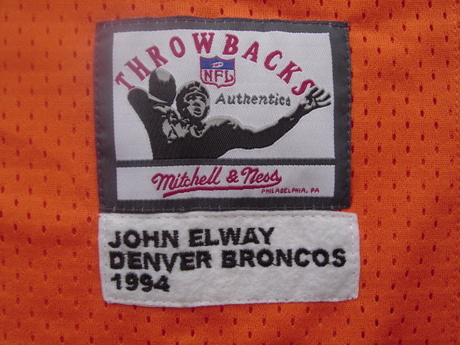 THROWBACKS
NFL
Authentics
Mitchell & Ness
PHILADELPHIA, PA
JOHN ELWAY
DENVER BRONCOS
1994